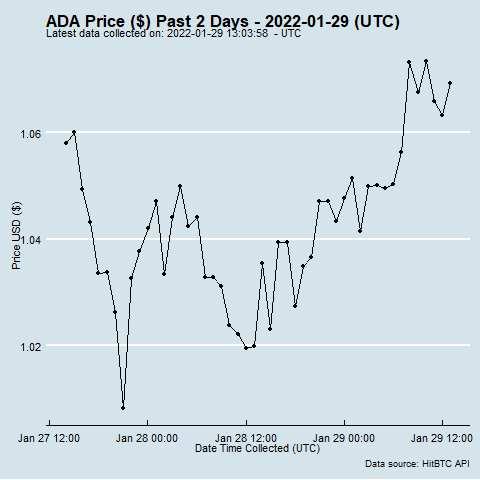 ADA Price ($) Past 2 Days - 2022-01-29 (UTC)
Latest data collected on: 2022-01-29 13:03:58 - UTC
1.06
1.04
1.02
Price USD ($)
Jan 27 12:00 Jan 28 00:00 Jan 28 12:00 Jan 29 00:00 Jan 29 12:00
Date Time Collected (UTC)
Data source: HitBTC API